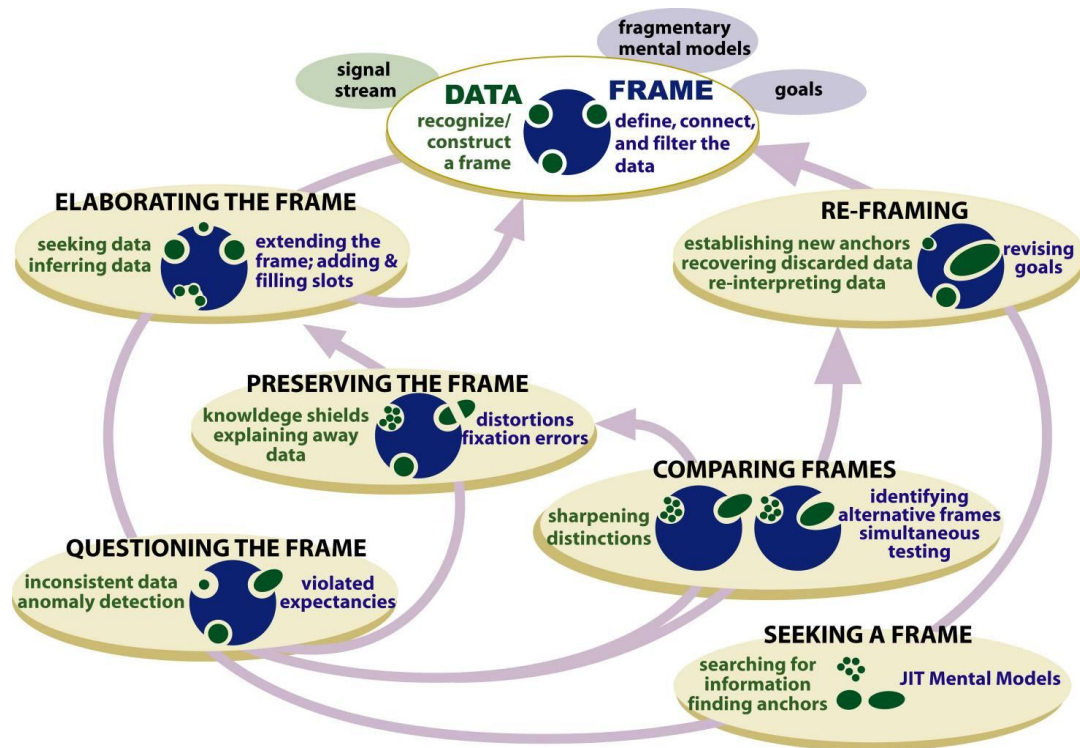 fragmentary
mental models
signal
stream
goals
DATA
recognize/
construct
a frame
FRAME
define, connect,
and filter the
data
ELABORATING THE FRAME
seeking data
inferring data
extending the
frame; adding &
filling slots
RE-FRAMING
establishing new anchors
recovering discarded data
re-interpreting data
revising
goals
PRESERVING THE FRAME
knowldege shields
explaining away
data
distortions
fixation errors
COMPARING FRAMES
sharpening
distinctions
identifying
alternative frames
simultaneous
testing
QUESTIONING THE FRAME
inconsistent data
anomaly detection
violated
expectancies
SEEKING A FRAME
searching for
information
finding anchors
JIT Mental Models